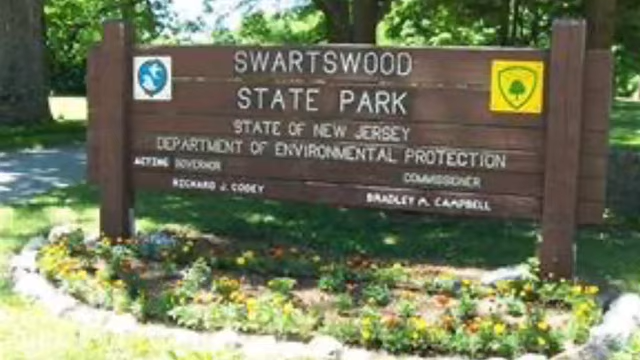 SWARTSWOOD
STATE PARK
STATE OF NEW JERSEY
DEPARTMENT OF ENVIRONMENTAL PROTECTION
ACTING GOVERNOR COMMISSIONER
RICHARD J. CODEY BRADLEY M. CAMPBELL